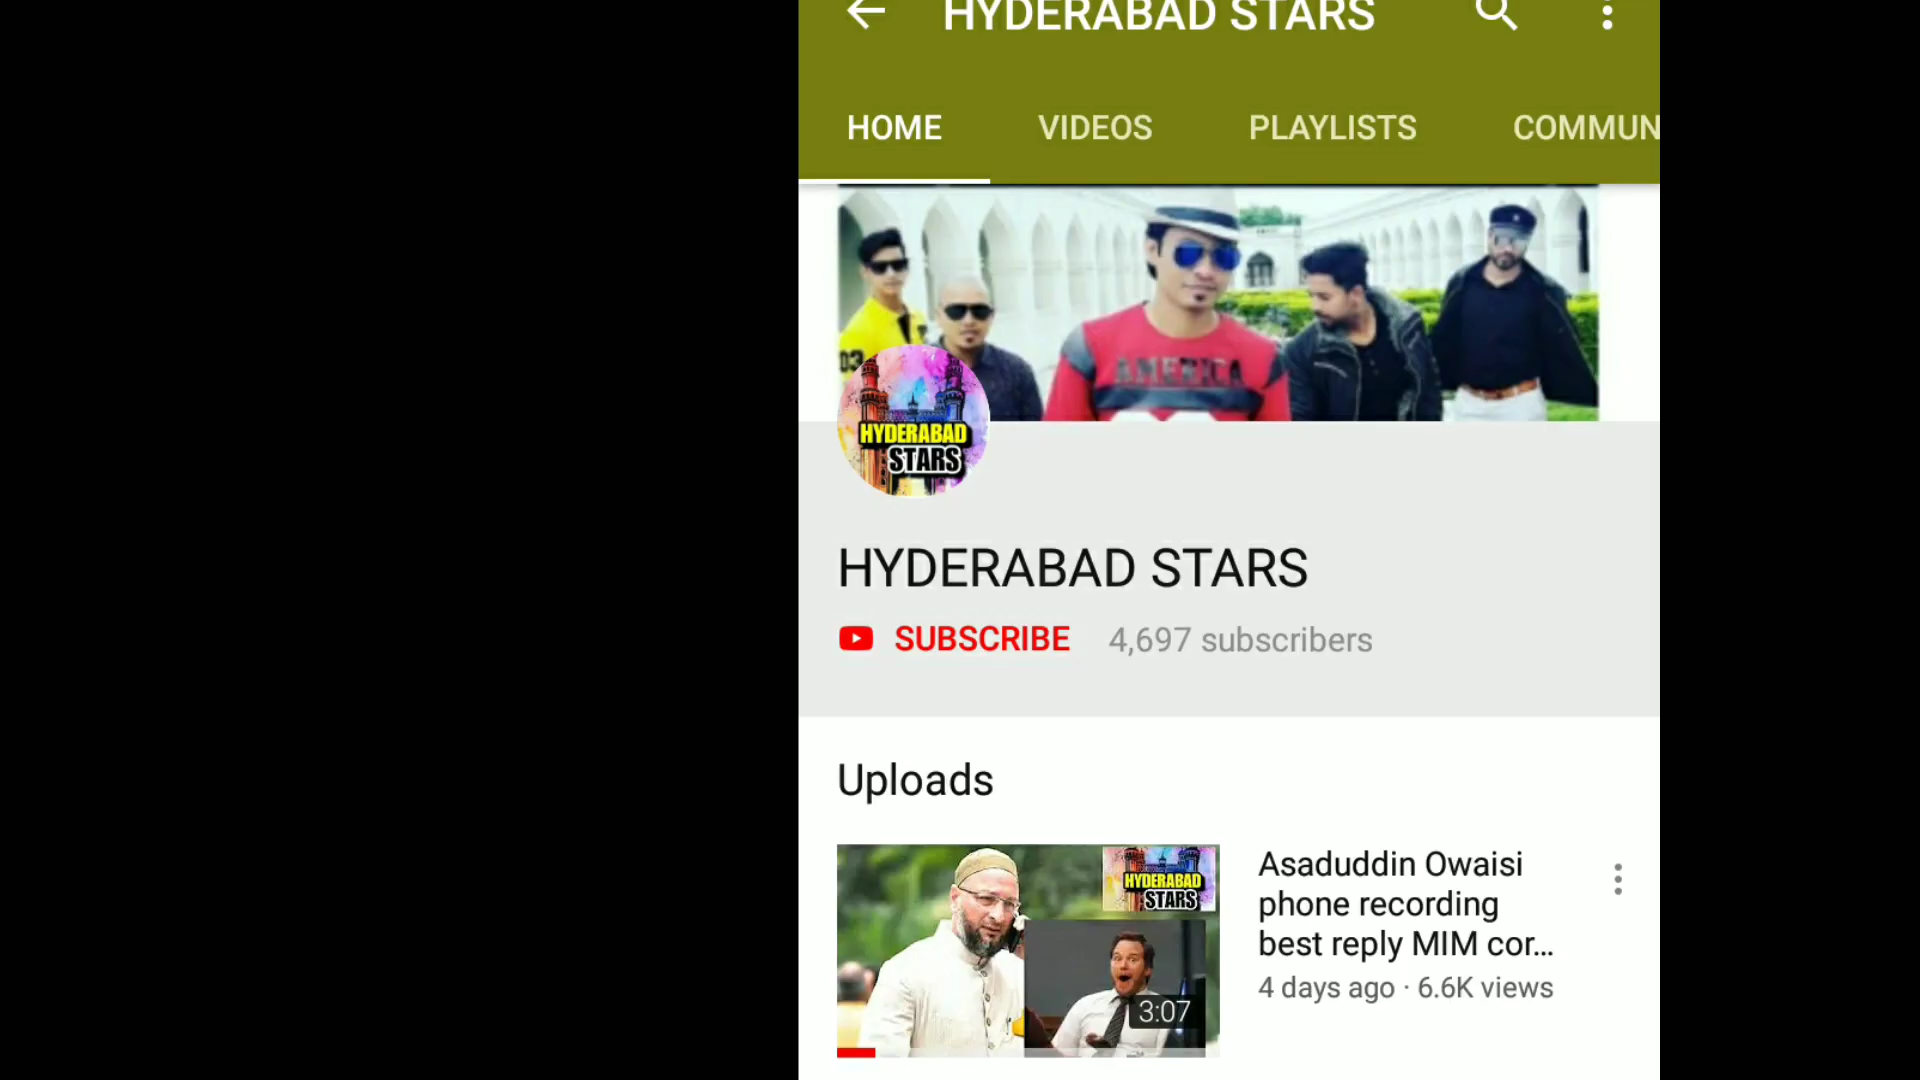 HYDERABAD STARS
HOME VIDEOS PLAYLISTS COMMUN
03
AMERICA
HYDERABAD
STARS
HYDERABAD STARS
SUBSCRIBE 4,697 subscribers
Uploads
HYDERABAD
STARS
3:07
Asaduddin Owaisi
phone recording
best reply MIM cor...
4 days ago · 6.6K views